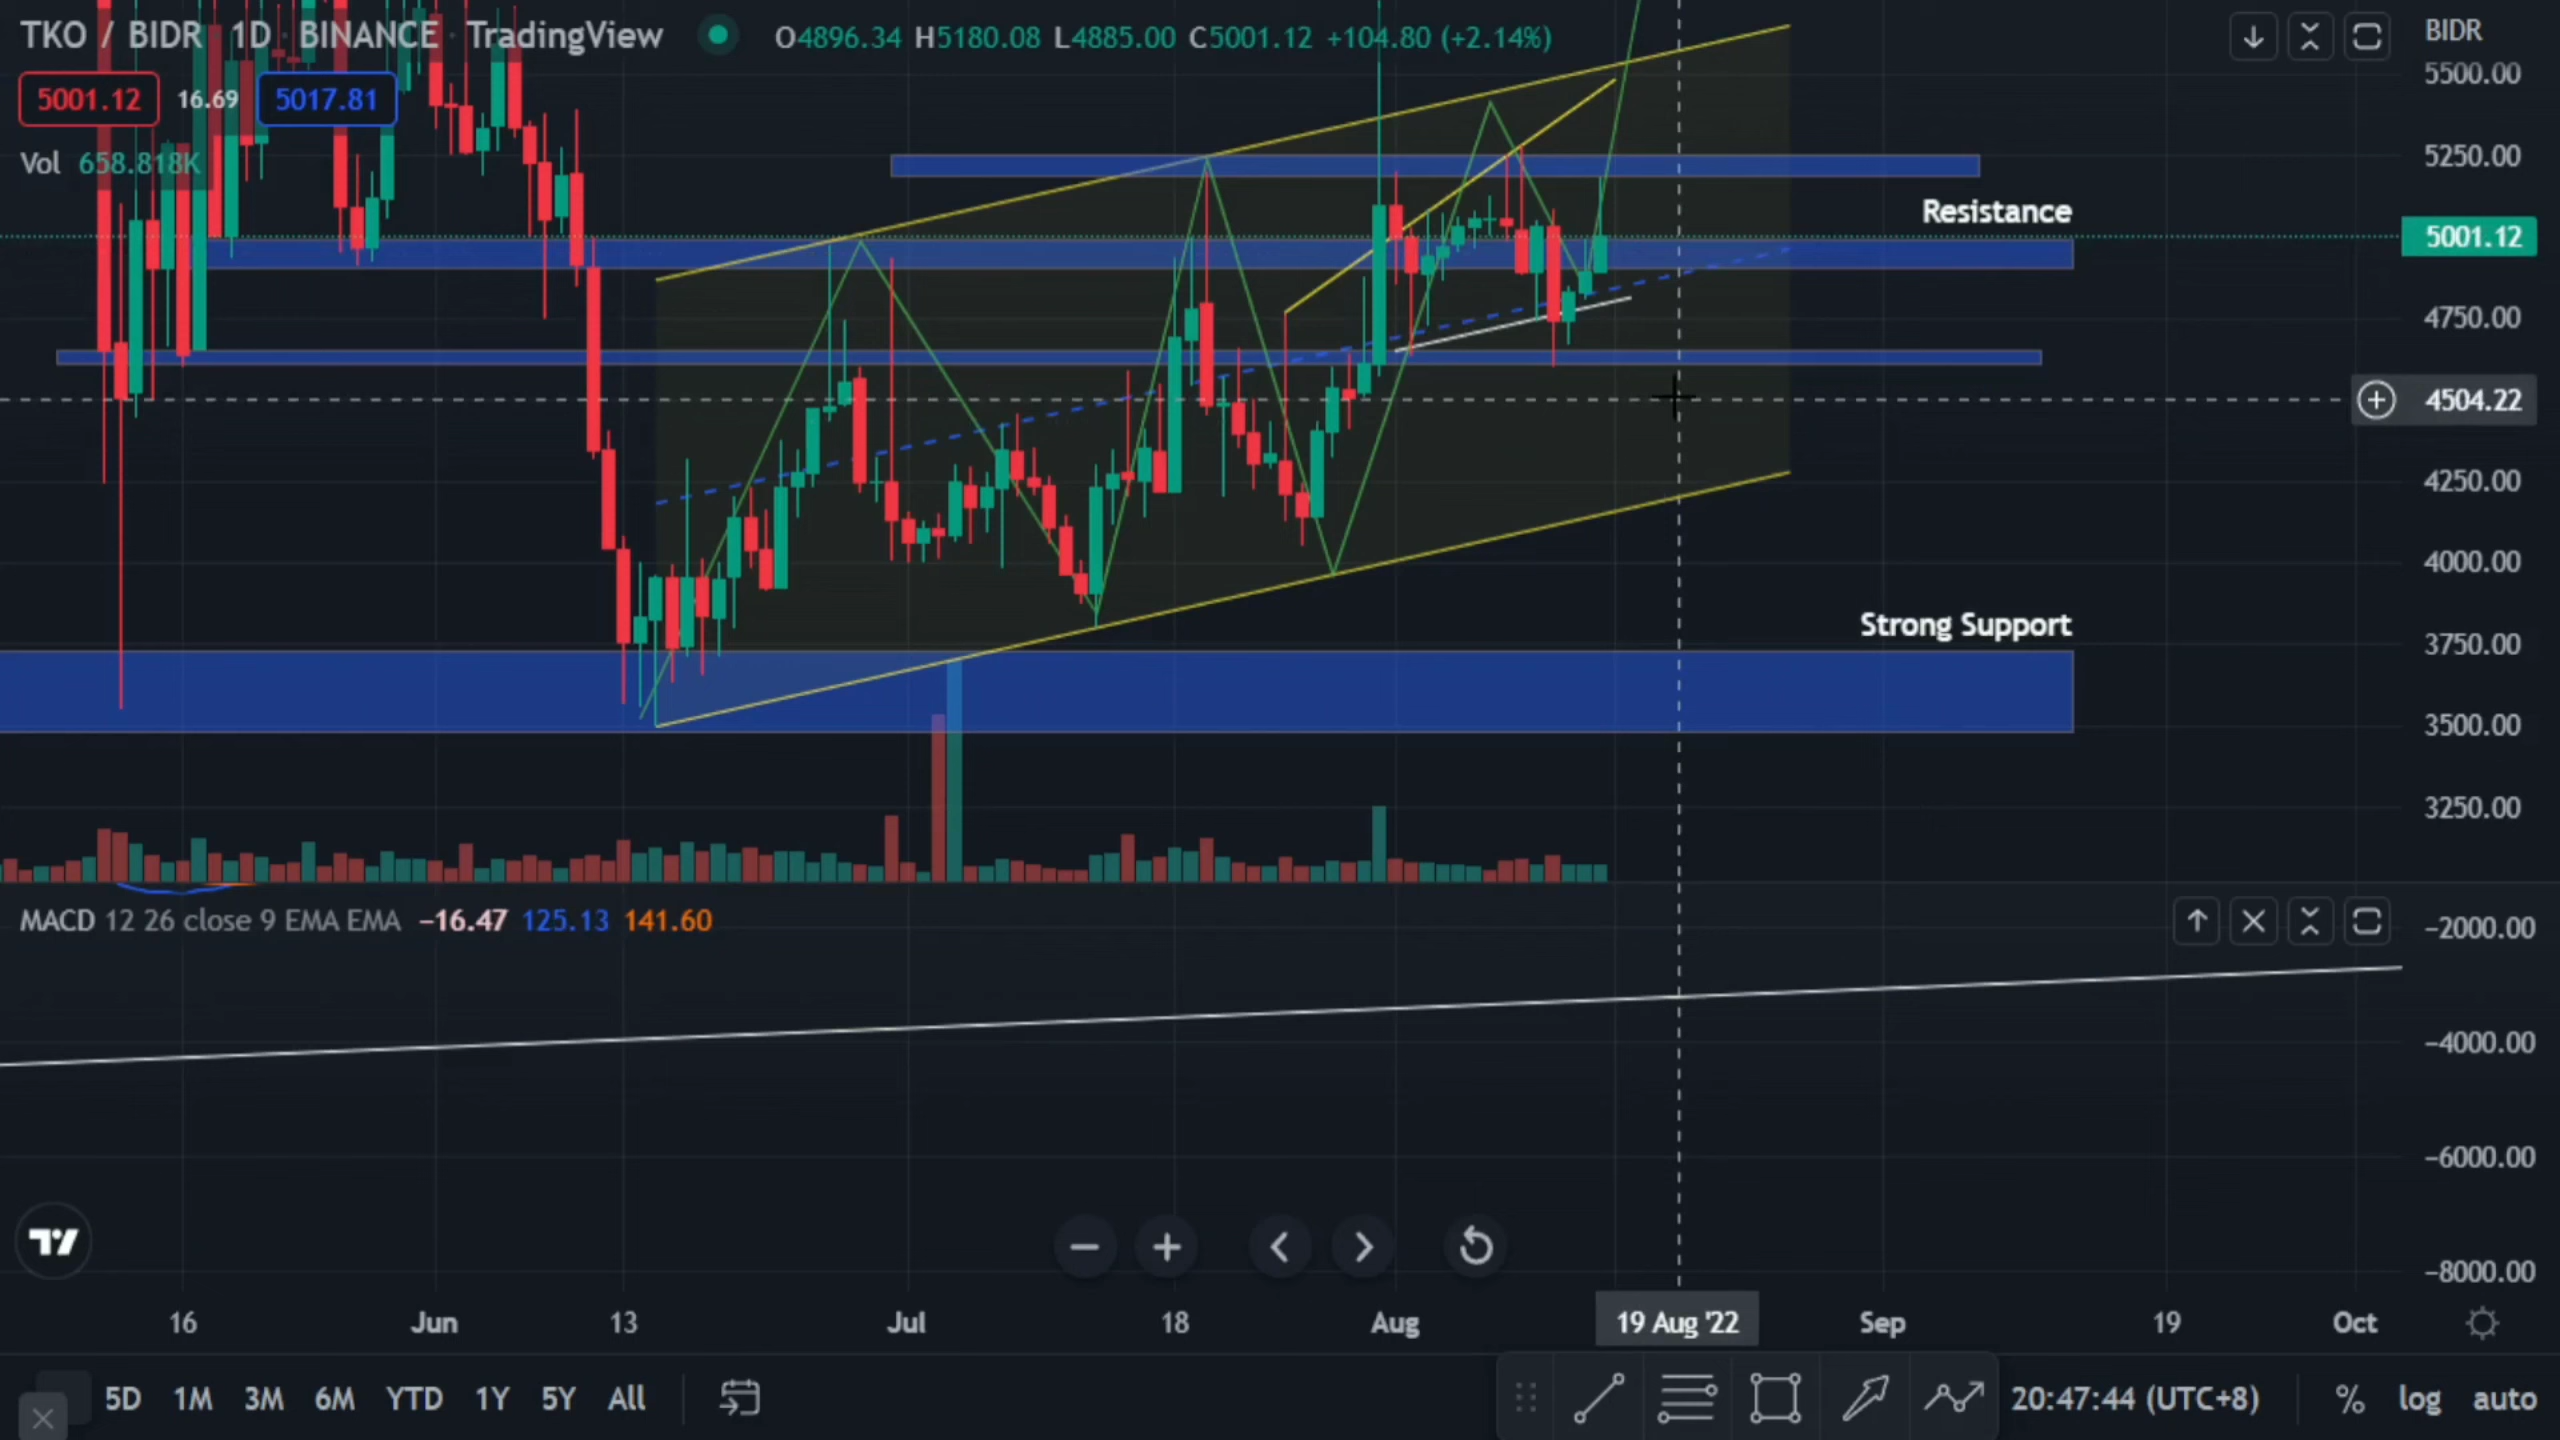 TKO / BIDR 1D BINANCE · TradingView O4896.34 H5180.08 L4885.00 C5001.12 +104.80 (+2.14%) BIDR
5500.00
5001.12 16.69 5017.81
Vol 658.818K
5250.00
Resistance
5001.12
4750.00
4504.22
4250.00
4000.00
Strong Support
3750.00
3500.00
3250.00
MACD 12 26 close 9 EMA EMA −16.47 125.13 141.60
−2000.00
−4000.00
−6000.00
−8000.00
16 Jun 13 Jul 18 Aug 19 Aug '22 Sep 19 Oct
5D 1M 3M 6M YTD 1Y 5Y All 20:47:44 (UTC+8) % log auto